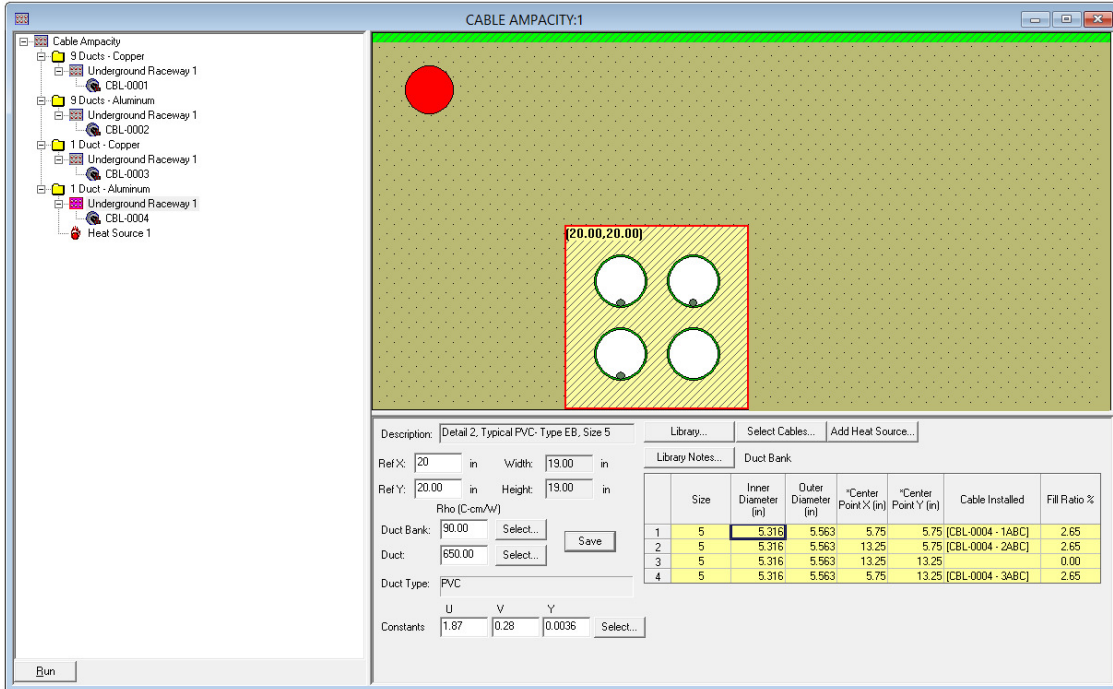 CABLE AMPACITY:1
Cable Ampacity
9 Ducts - Copper
Underground Raceway 1
CBL-0001
9 Ducts - Aluminum
Underground Raceway 1
CBL-0002
1 Duct - Copper
Underground Raceway 1
CBL-0003
1 Duct - Aluminum
Underground Raceway 1
CBL-0004
Heat Source 1
Run
(20.00,20.00)
Description: Detail 2, Typical PVC- Type EB, Size 5
Ref X: 20 in Width: 19.00 in
Ref Y: 20.00 in Height: 19.00 in
Rho (C-cm/W)
Duct Bank: 90.00 Select...
Save
Duct: 650.00 Select...
Duct Type: PVC
U V Y
Constants 1.87 0.28 0.0036 Select...
Library... Select Cables... Add Heat Source...
Library Notes... Duct Bank
Size Inner Diameter (in) Outer Diameter (in) *Center Point X (in) *Center Point Y (in) Cable Installed Fill Ratio %
1 5 5.316 5.563 5.75 5.75 [CBL-0004 - 1ABC] 2.65
2 5 5.316 5.563 13.25 5.75 [CBL-0004 - 2ABC] 2.65
3 5 5.316 5.563 13.25 13.25 0.00
4 5 5.316 5.563 5.75 13.25 [CBL-0004 - 3ABC] 2.65